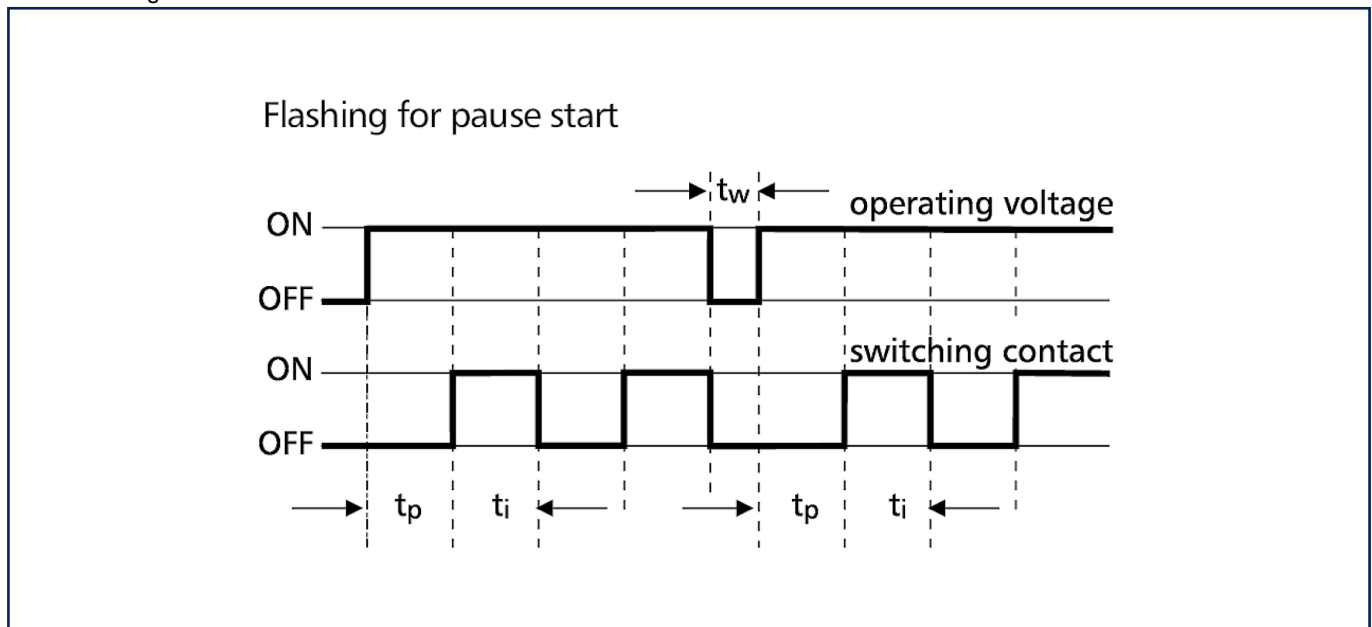 Flashing for pause start
tw
operating voltage
ON
OFF
switching contact
ON
OFF
tp ti tp ti